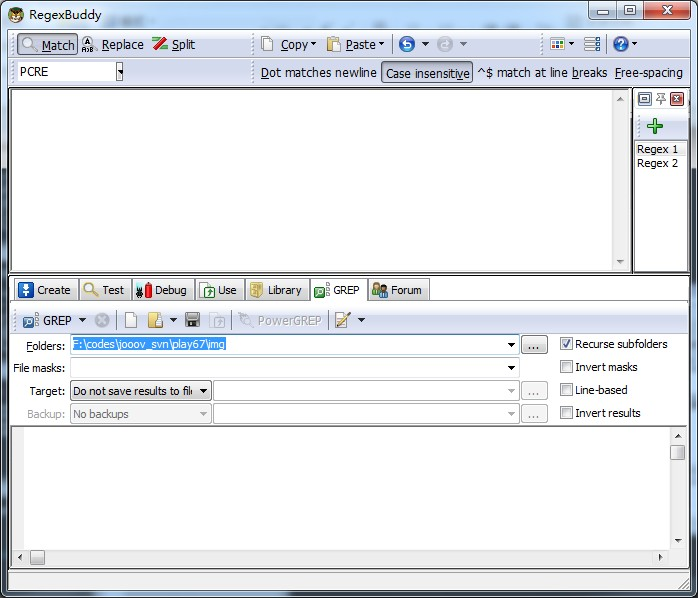 RegexBuddy
Match Replace Split Copy Paste
PCRE Dot matches newline Case insensitive ^$ match at line breaks Free-spacing
Regex 1
Regex 2
Create Test Debug Use Library GREP Forum
GREP PowerGREP
Folders: F:\codes\jooov_svn\play67\img ... Recurse subfolders
File masks: Invert masks
Target: Do not save results to file ... Line-based
Backup: No backups ... Invert results